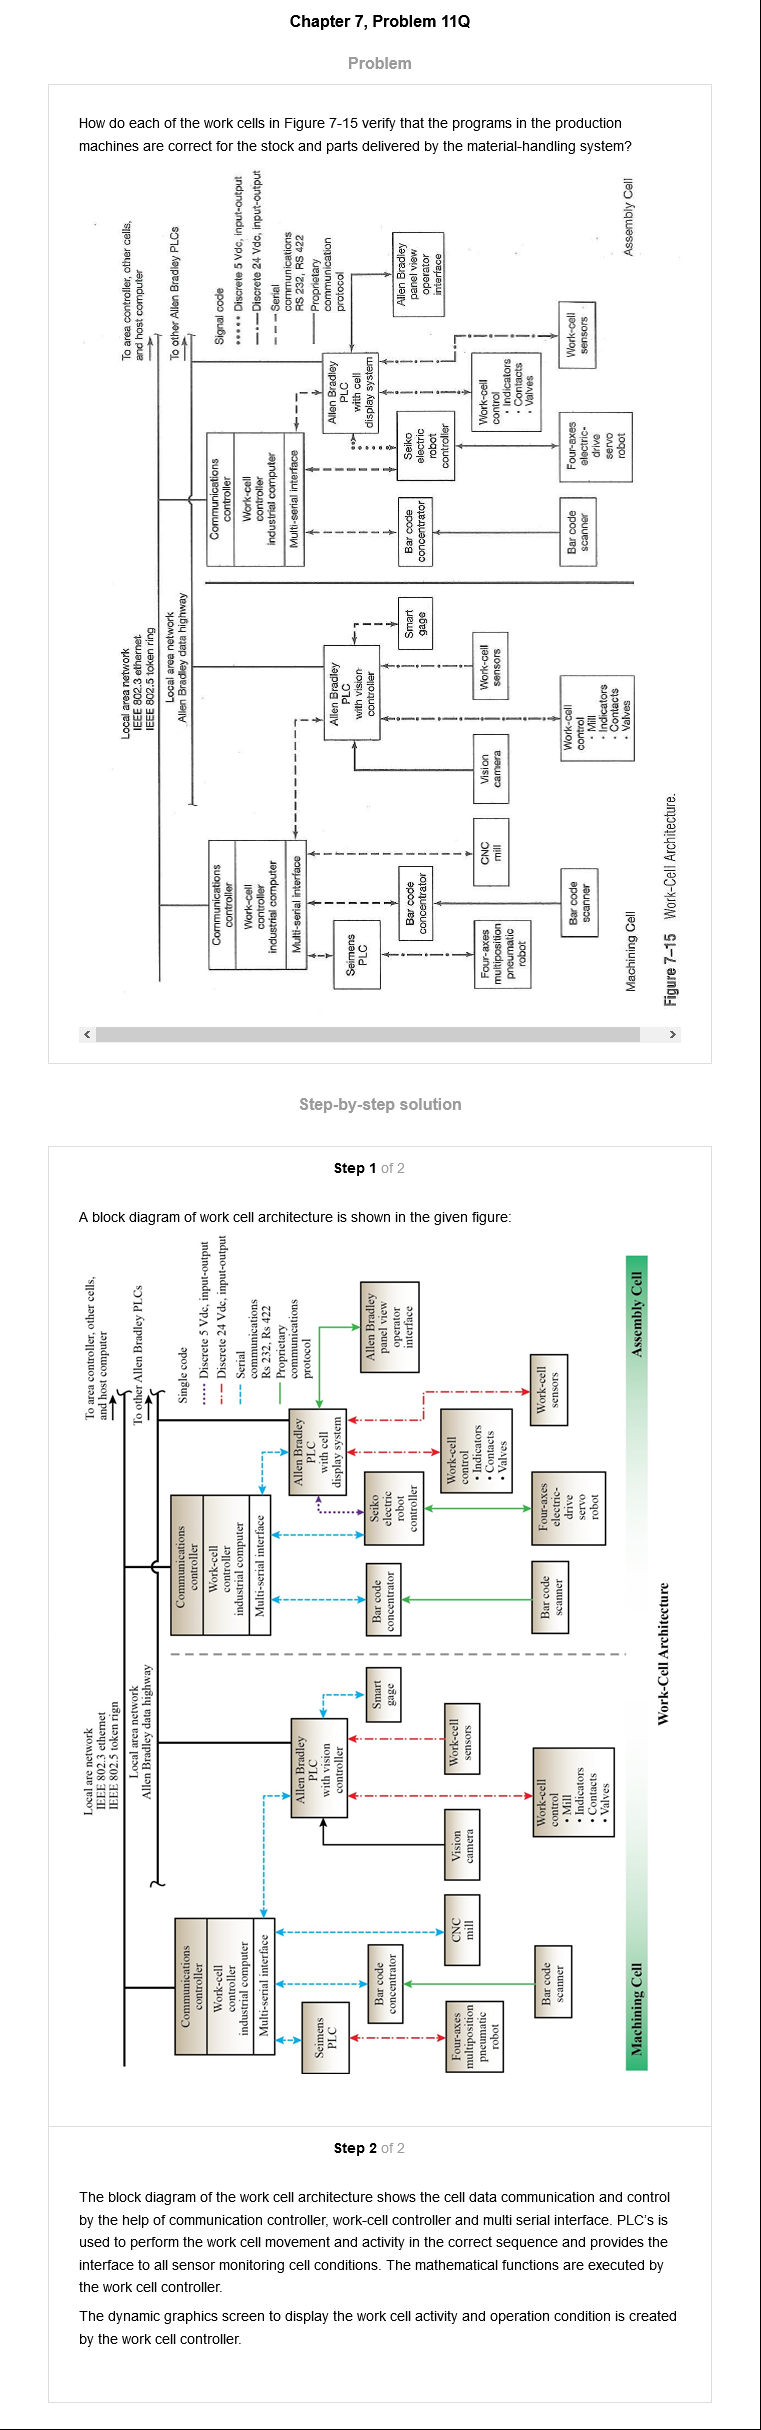 Chapter 7, Problem 11Q
Problem
How do each of the work cells in Figure 7-15 verify that the programs in the production
machines are correct for the stock and parts delivered by the material-handling system?
To area controller, other cells,
and host computer
To other Allen Bradley PLCs
Signal code
Discrete 5 Vdc, input-output
Discrete 24 Vdc, input-output
Serial
communications
RS 232, RS 422
Proprietary
communication
protocol
Local area network
IEEE 802.3 ethernet
IEEE 802.5 token ring
Local area network
Allen Bradley data highway
Communications
controller
Work-cell
controller
industrial computer
Multi-serial interface
Allen Bradley
PLC
with cell
display system
Allen Bradley
panel view
operator
interface
Seiko
electric
robot
controller
Work-cell
control
• Indicators
• Contacts
• Valves
Work-cell
sensors
Bar code
concentrator
Four-axes
electric-
drive
servo
robot
Bar code
scanner
Assembly Cell
Communications
controller
Work-cell
controller
industrial computer
Multi-serial interface
Allen Bradley
PLC
with vision
controller
Smart
gage
Work-cell
sensors
Vision
camera
Work-cell
control
• Mill
• Indicators
• Contacts
• Valves
CNC
mill
Bar code
concentrator
Seimens
PLC
Four-axes
multiposition
pneumatic
robot
Bar code
scanner
Machining Cell
Figure 7–15 Work-Cell Architecture.
Step-by-step solution
Step 1 of 2
A block diagram of work cell architecture is shown in the given figure:
To area controller, other cells,
and host computer
To other Allen Bradley PLCs
Single code
Discrete 5 Vdc, input-output
Discrete 24 Vdc, input-output
Serial
communications
Rs 232, Rs 422
Proprietary
communications
protocol
Local are network
IEEE 802.3 ethernet
IEEE 802.5 token rign
Local area network
Allen Bradley data highway
Communications
controller
Work-cell
controller
industrial computer
Multi-serial interface
Allen Bradley
PLC
with cell
display system
Allen Bradley
panel view
operator
interface
Seiko
electric
robot
controller
Work-cell
control
• Indicators
• Contacts
• Valves
Work-cell
sensors
Bar code
concentrator
Four-axes
electric-
drive
servo
robot
Bar code
scanner
Assembly Cell
Communications
controller
Work-cell
controller
industrial computer
Multi-serial interface
Allen Bradley
PLC
with vision
controller
Smart
gage
Work-cell
sensors
Vision
camera
Work-cell
control
• Mill
• Indicators
• Contacts
• Valves
CNC
mill
Bar code
concentrator
Seimens
PLC
Four-axes
multiposition
pneumatic
robot
Bar code
scanner
Machining Cell
Work-Cell Architecture
Step 2 of 2
The block diagram of the work cell architecture shows the cell data communication and control
by the help of communication controller, work-cell controller and multi serial interface. PLC's is
used to perform the work cell movement and activity in the correct sequence and provides the
interface to all sensor monitoring cell conditions. The mathematical functions are executed by
the work cell controller.
The dynamic graphics screen to display the work cell activity and operation condition is created
by the work cell controller.